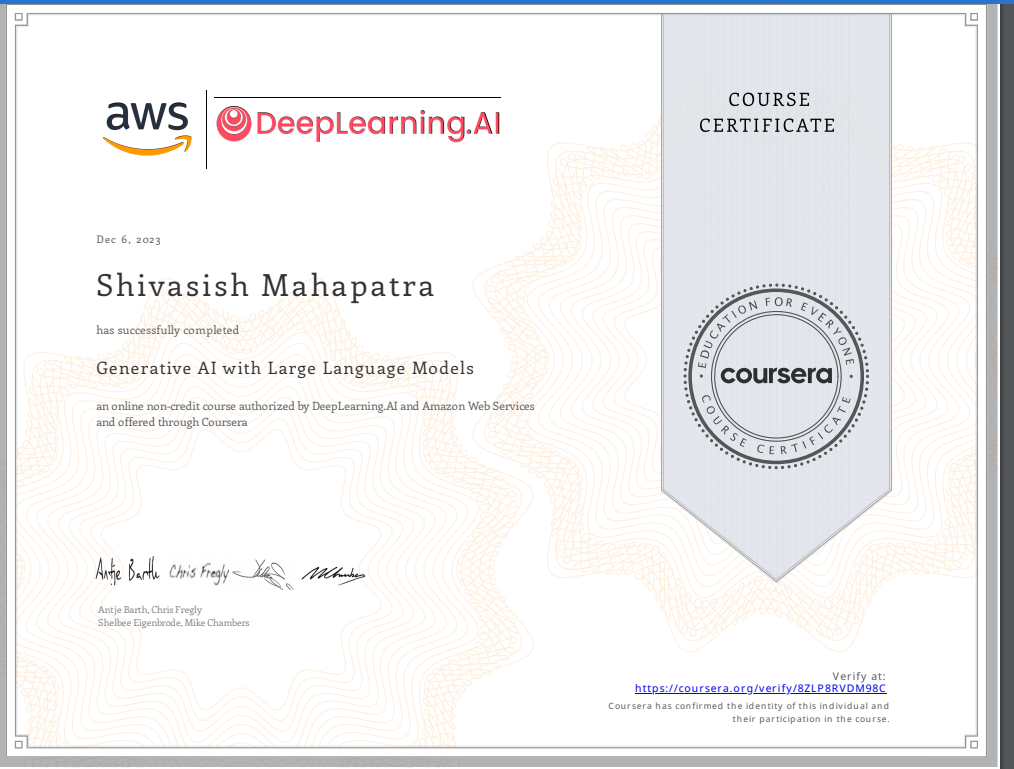 aws
DeepLearning.AI
COURSE
CERTIFICATE
Dec 6, 2023
Shivasish Mahapatra
has successfully completed
Generative AI with Large Language Models
an online non-credit course authorized by DeepLearning.AI and Amazon Web Services
and offered through Coursera
EDUCATION FOR EVERYONE
coursera
COURSE CERTIFICATE
Antje Barth Chris Fregly
Antje Barth, Chris Fregly
Shelbee Eigenbrode, Mike Chambers
Verify at:
https://coursera.org/verify/8ZLP8RVDM98C
Coursera has confirmed the identity of this individual and
their participation in the course.